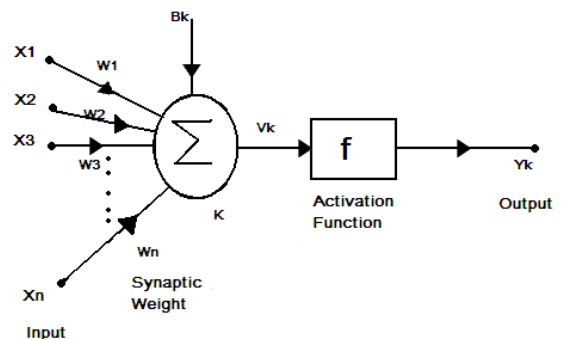 Bk
X1
W1
X2
W2
X3
W3
Σ
Vk
f
Yk
K
Activation
Function
Output
Wn
Xn
Synaptic
Weight
Input